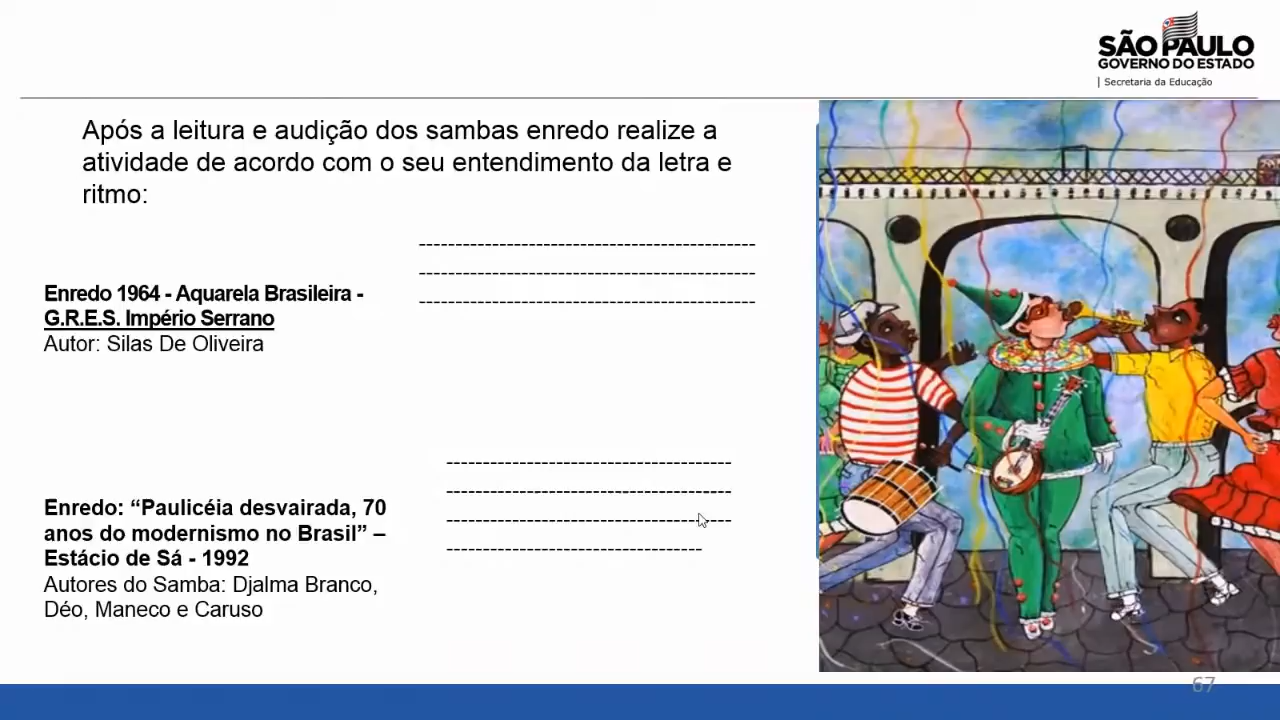 SÃO PAULO
GOVERNO DO ESTADO
Secretaria da Educação
Após a leitura e audição dos sambas enredo realize a
atividade de acordo com o seu entendimento da letra e
ritmo:
Enredo 1964 - Aquarela Brasileira -
G.R.E.S. Império Serrano
Autor: Silas De Oliveira
Enredo: “Paulicéia desvairada, 70
anos do modernismo no Brasil” –
Estácio de Sá - 1992
Autores do Samba: Djalma Branco,
Déo, Maneco e Caruso
67